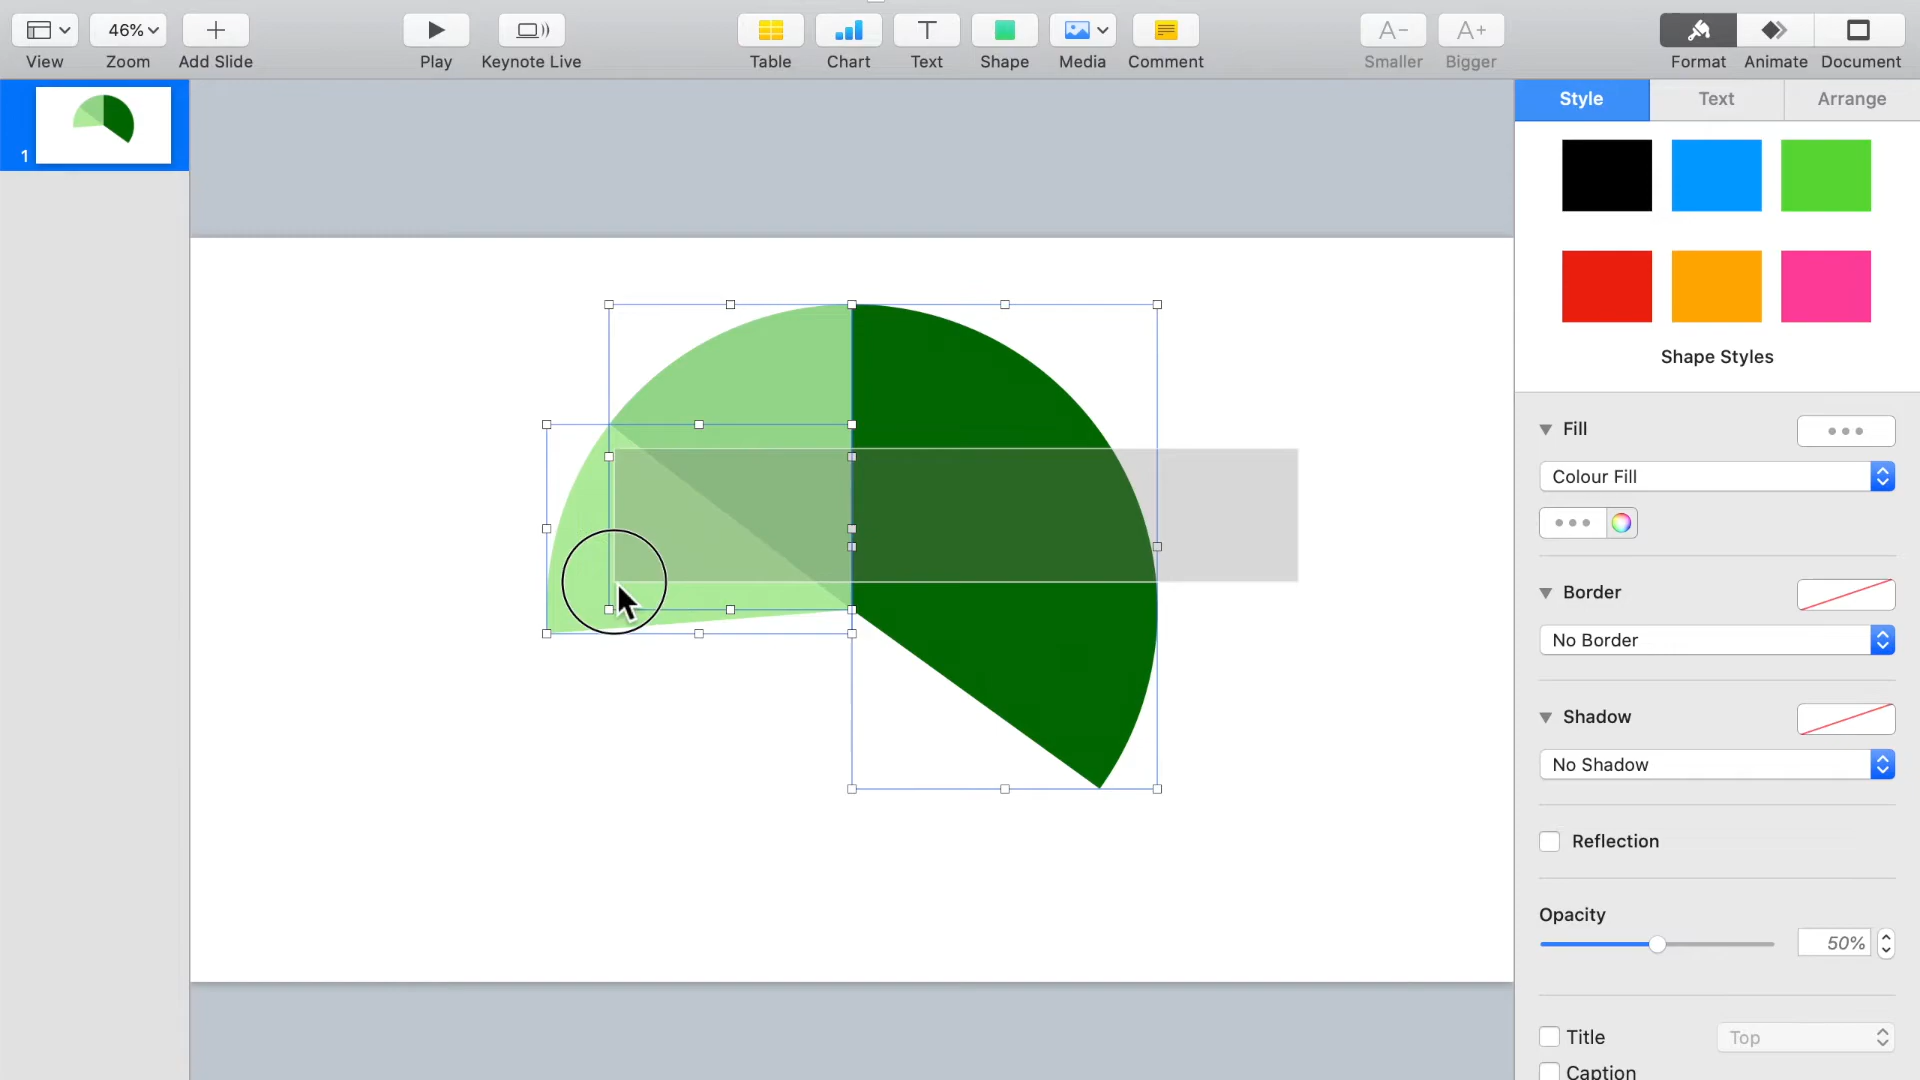 46%
View
Zoom
Add Slide
Play
Keynote Live
Table
Chart
T
Text
Shape
Media
Comment
A-
Smaller
A+
Bigger
Format
Animate
Document
1
Style
Text
Arrange
Shape Styles
Fill
Colour Fill
Border
No Border
Shadow
No Shadow
Reflection
Opacity
50%
Title
Top
Caption